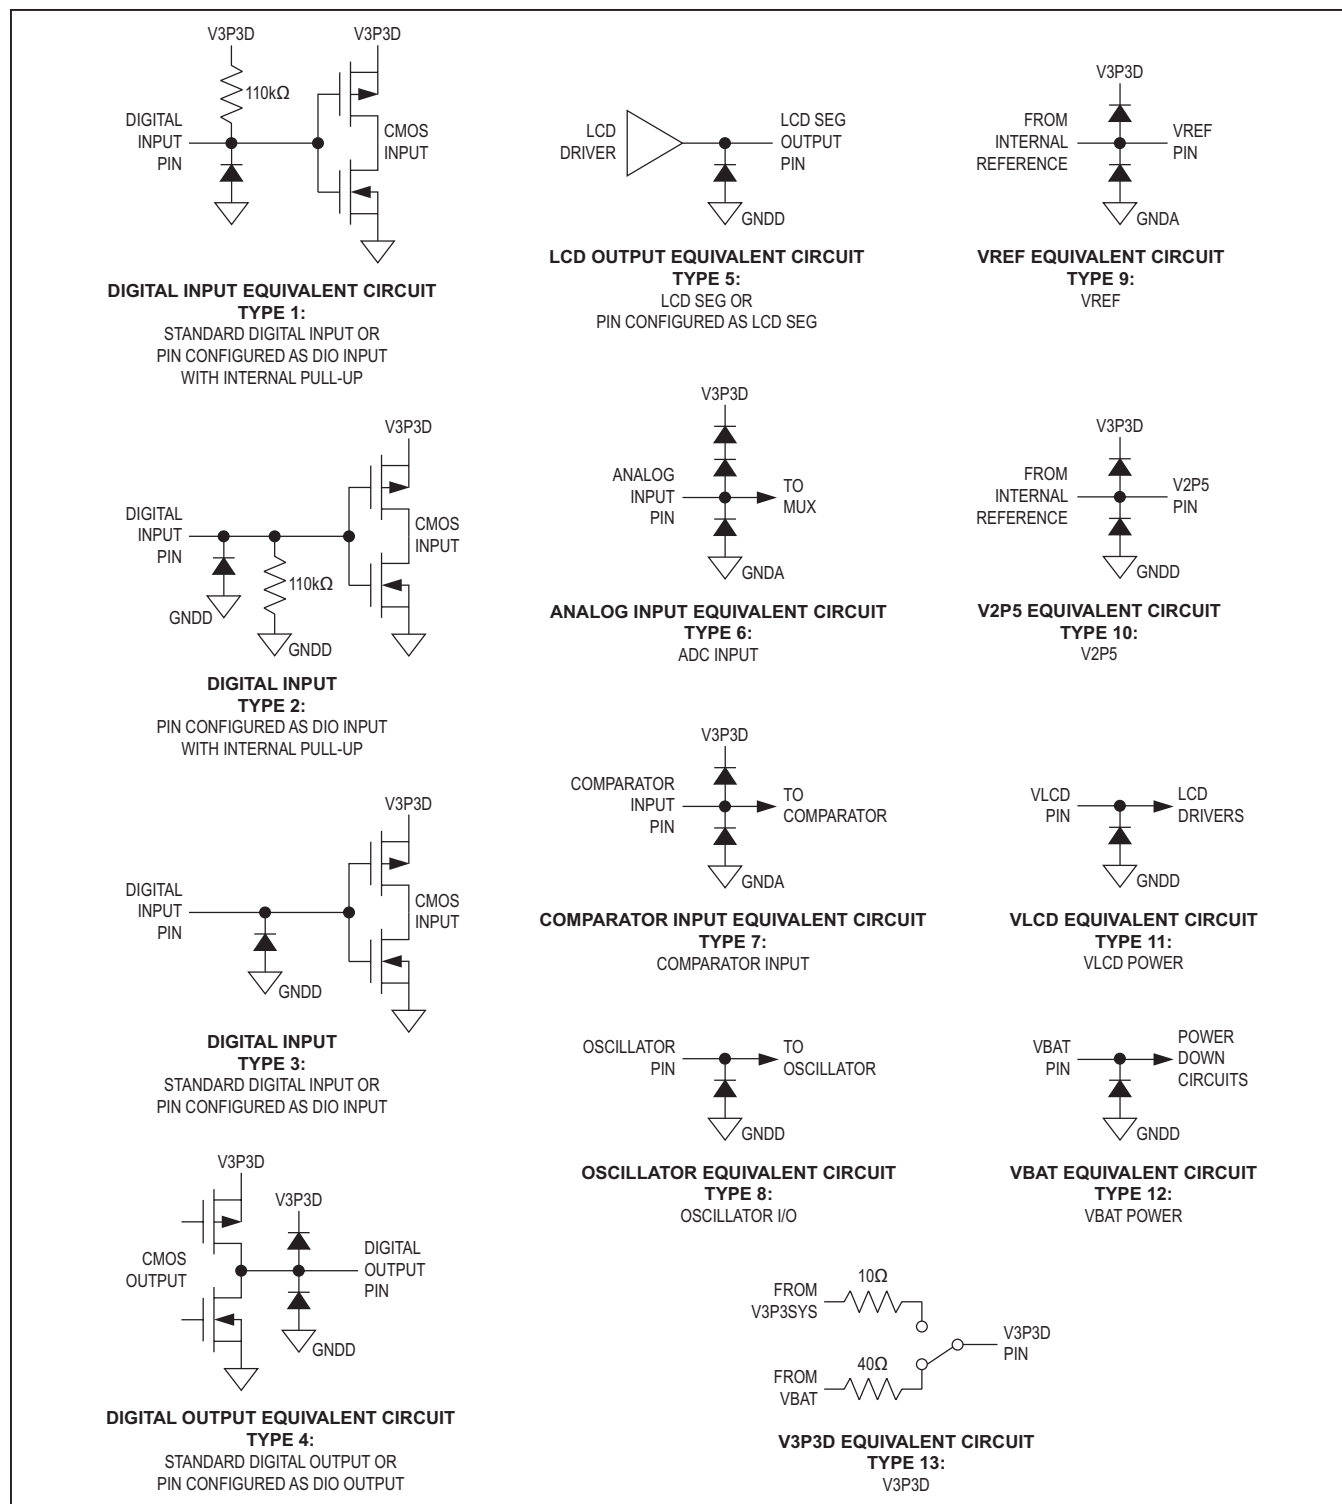 V3P3D
V3P3D
110kΩ
DIGITAL
INPUT
PIN
CMOS
INPUT
DIGITAL INPUT EQUIVALENT CIRCUIT
TYPE 1:
STANDARD DIGITAL INPUT OR
PIN CONFIGURED AS DIO INPUT
WITH INTERNAL PULL-UP
V3P3D
DIGITAL
INPUT
PIN
CMOS
INPUT
110kΩ
GNDD
GNDD
DIGITAL INPUT
TYPE 2:
PIN CONFIGURED AS DIO INPUT
WITH INTERNAL PULL-UP
V3P3D
DIGITAL
INPUT
PIN
CMOS
INPUT
GNDD
DIGITAL INPUT
TYPE 3:
STANDARD DIGITAL INPUT OR
PIN CONFIGURED AS DIO INPUT
V3P3D
V3P3D
CMOS
OUTPUT
DIGITAL
OUTPUT
PIN
GNDD
DIGITAL OUTPUT EQUIVALENT CIRCUIT
TYPE 4:
STANDARD DIGITAL OUTPUT OR
PIN CONFIGURED AS DIO OUTPUT
LCD
DRIVER
LCD SEG
OUTPUT
PIN
GNDD
LCD OUTPUT EQUIVALENT CIRCUIT
TYPE 5:
LCD SEG OR
PIN CONFIGURED AS LCD SEG
V3P3D
ANALOG
INPUT
PIN
TO
MUX
GNDA
ANALOG INPUT EQUIVALENT CIRCUIT
TYPE 6:
ADC INPUT
V3P3D
COMPARATOR
INPUT
PIN
TO
COMPARATOR
GNDA
COMPARATOR INPUT EQUIVALENT CIRCUIT
TYPE 7:
COMPARATOR INPUT
OSCILLATOR
PIN
TO
OSCILLATOR
GNDD
OSCILLATOR EQUIVALENT CIRCUIT
TYPE 8:
OSCILLATOR I/O
V3P3D
FROM
INTERNAL
REFERENCE
VREF
PIN
GNDA
VREF EQUIVALENT CIRCUIT
TYPE 9:
VREF
V3P3D
FROM
INTERNAL
REFERENCE
V2P5
PIN
GNDD
V2P5 EQUIVALENT CIRCUIT
TYPE 10:
V2P5
VLCD
PIN
LCD
DRIVERS
GNDD
VLCD EQUIVALENT CIRCUIT
TYPE 11:
VLCD POWER
VBAT
PIN
POWER
DOWN
CIRCUITS
GNDD
VBAT EQUIVALENT CIRCUIT
TYPE 12:
VBAT POWER
FROM
V3P3SYS
10Ω
FROM
VBAT
40Ω
V3P3D
PIN
V3P3D EQUIVALENT CIRCUIT
TYPE 13:
V3P3D